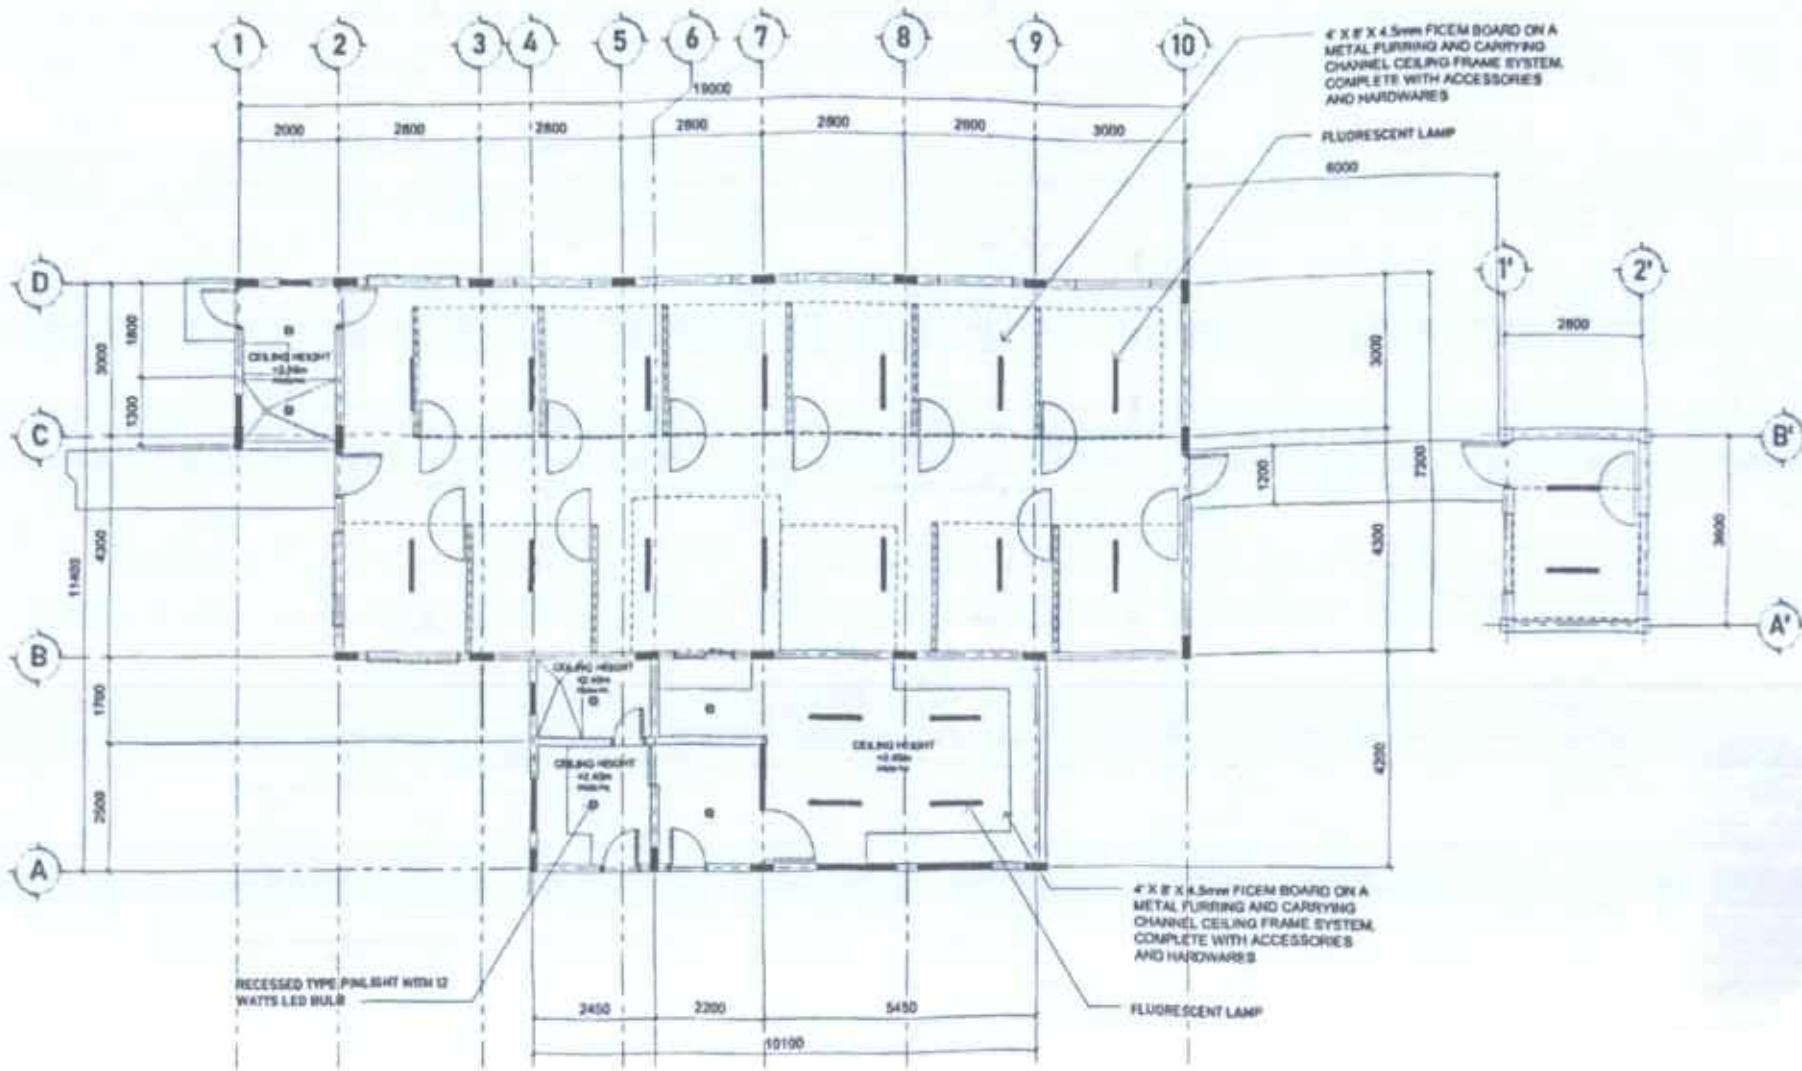 1
2
3
4
5
6
7
8
9
10
4' X 8' X 4.5mm FICEM BOARD ON A
METAL FURRING AND CARRYING
CHANNEL CEILING FRAME SYSTEM,
COMPLETE WITH ACCESSORIES
AND HARDWARES
19000
2000
2800
2800
2800
2800
2800
3000
FLUORESCENT LAMP
6000
D
1'
2'
2800
1800
3000
CEILING HEIGHT
3000
1300
C
B'
1200
7300
3600
4300
4300
11400
A'
B
CEILING HEIGHT
1700
CEILING HEIGHT
CEILING HEIGHT
4200
2500
A
4' X 8' X 4.5mm FICEM BOARD ON A
METAL FURRING AND CARRYING
CHANNEL CEILING FRAME SYSTEM,
COMPLETE WITH ACCESSORIES
AND HARDWARES
RECESSED TYPE PINLIGHT WITH 12
WATTS LED BULB
FLUORESCENT LAMP
2450
2200
5450
10100